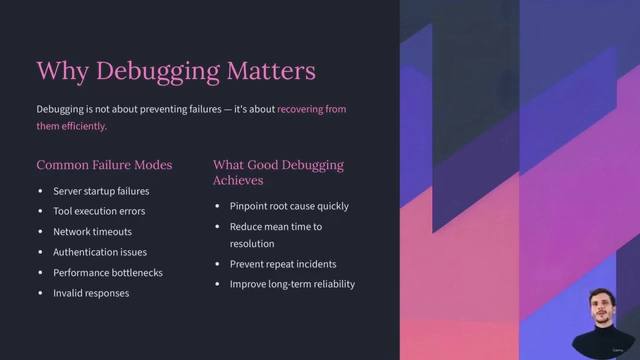 Why Debugging Matters
Debugging is not about preventing failures — it's about recovering from
them efficiently.
Common Failure Modes
• Server startup failures
• Tool execution errors
• Network timeouts
• Authentication issues
• Performance bottlenecks
• Invalid responses
What Good Debugging
Achieves
• Pinpoint root cause quickly
• Reduce mean time to
resolution
• Prevent repeat incidents
• Improve long-term reliability